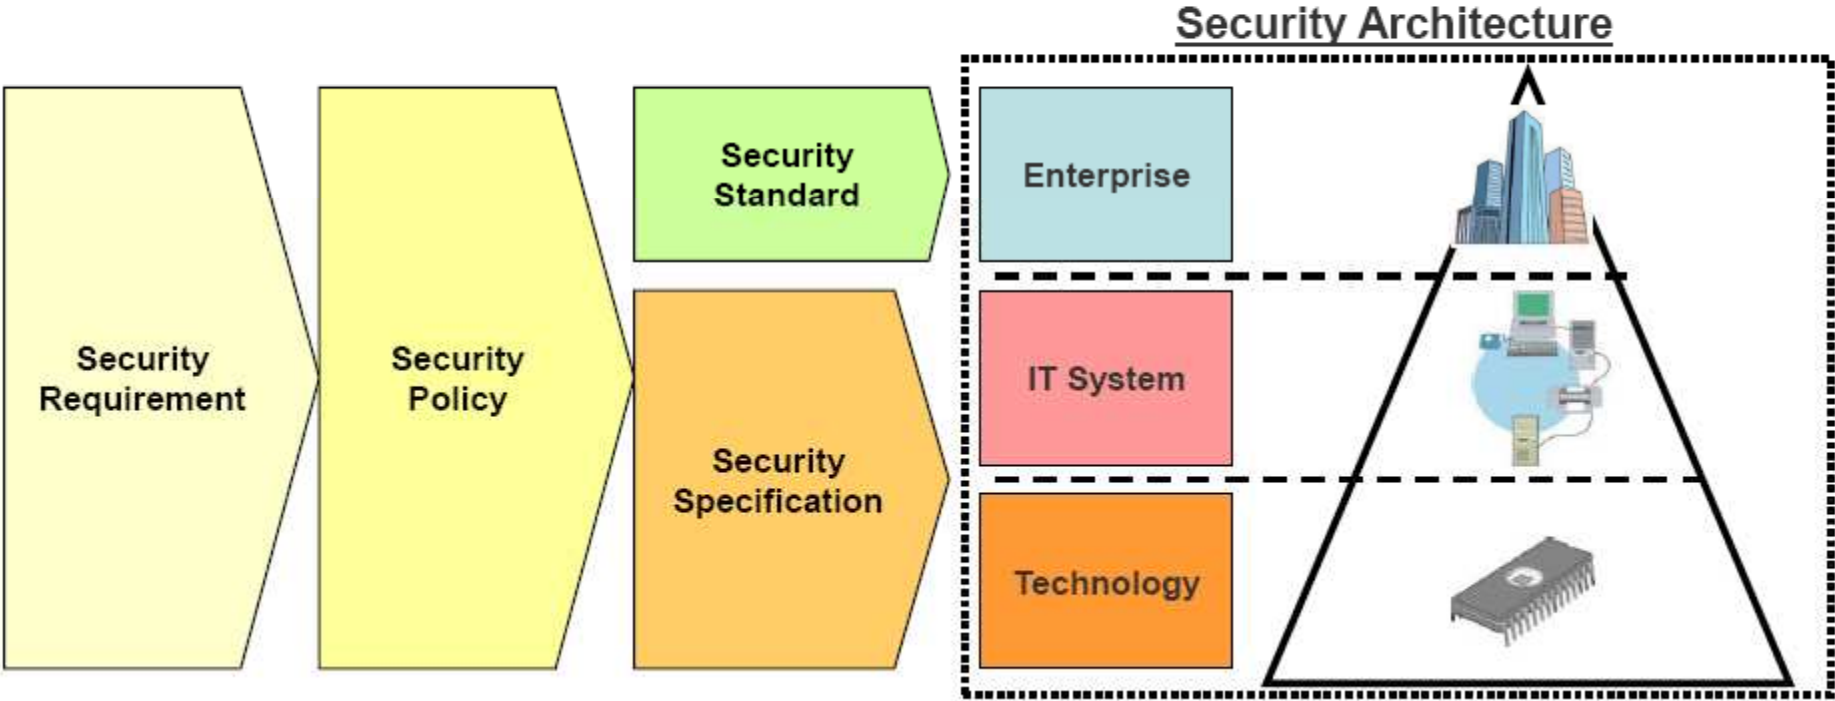 Security Architecture
Security
Requirement
Security
Policy
Security
Standard
Security
Specification
Enterprise
IT System
Technology